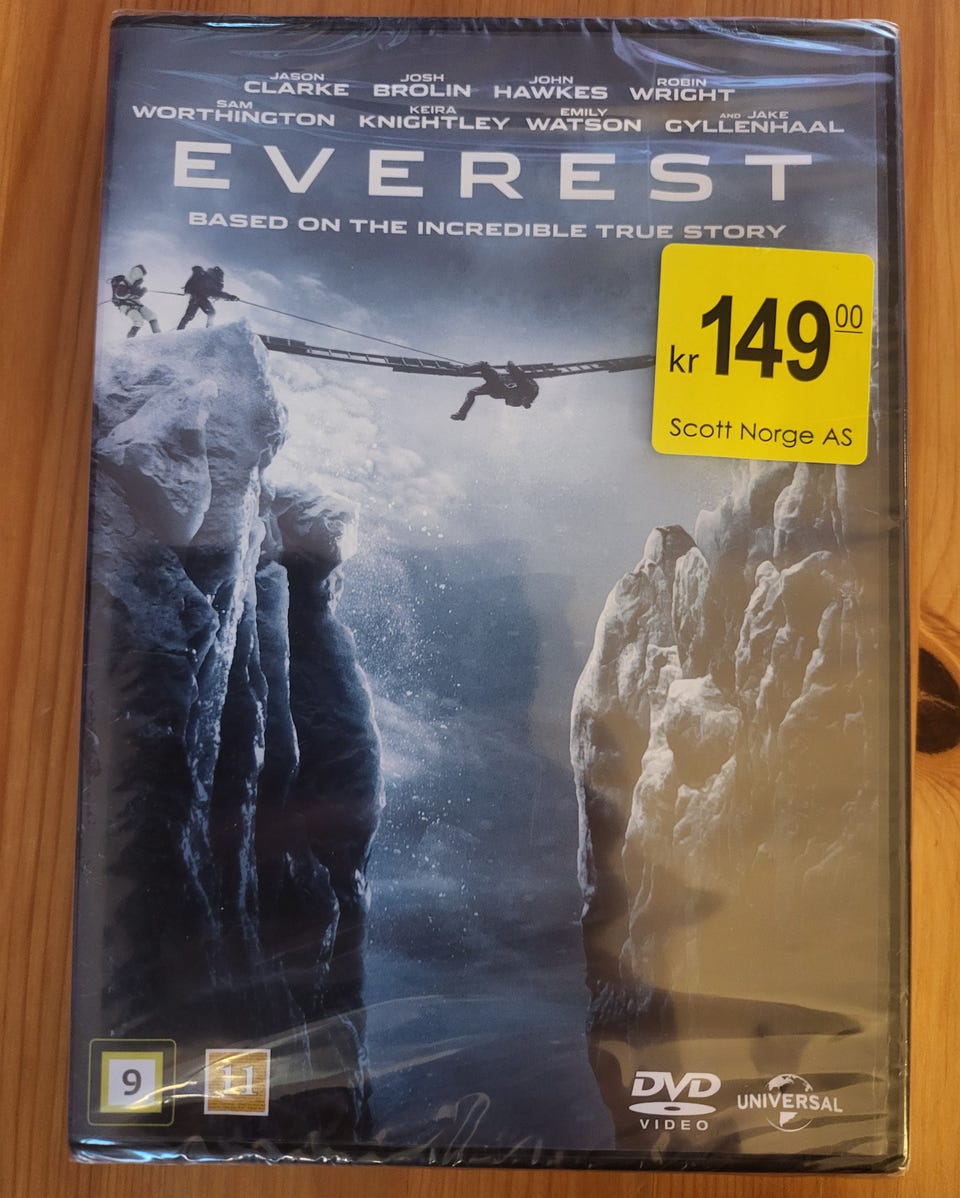 JASON CLARKE JOSH BROLIN JOHN HAWKES ROBIN WRIGHT
SAM WORTHINGTON KEIRA KNIGHTLEY EMILY WATSON AND JAKE GYLLENHAAL
EVEREST
BASED ON THE INCREDIBLE TRUE STORY
kr 149 00
Scott Norge AS
9
11
DVD
VIDEO
UNIVERSAL